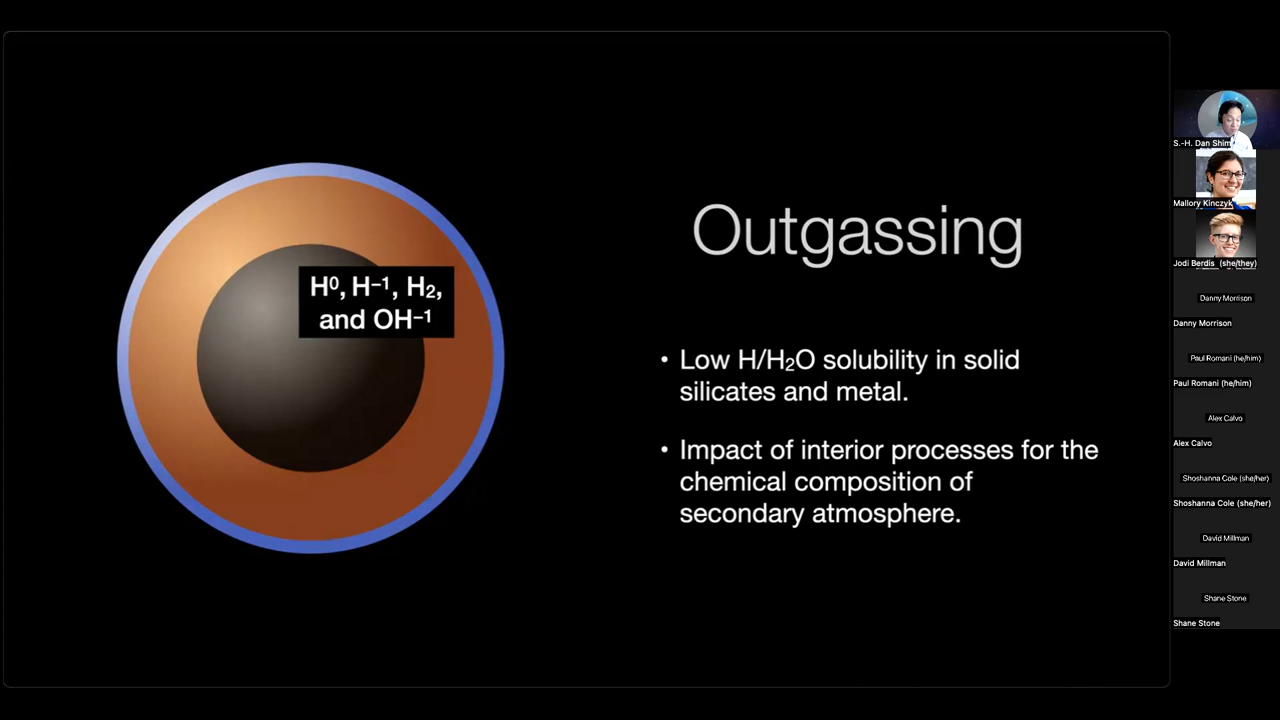 Outgassing
H⁰, H⁻¹, H₂,
and OH⁻¹
• Low H/H₂O solubility in solid
silicates and metal.
• Impact of interior processes for the
chemical composition of
secondary atmosphere.
S.-H. Dan Shim
Mallory Kinczyk
Jodi Berdis (she/they)
Danny Morrison
Danny Morrison
Paul Romani (he/him)
Paul Romani (he/him)
Alex Calvo
Alex Calvo
Shoshanna Cole (she/her)
Shoshanna Cole (she/her)
David Millman
David Millman
Shane Stone
Shane Stone